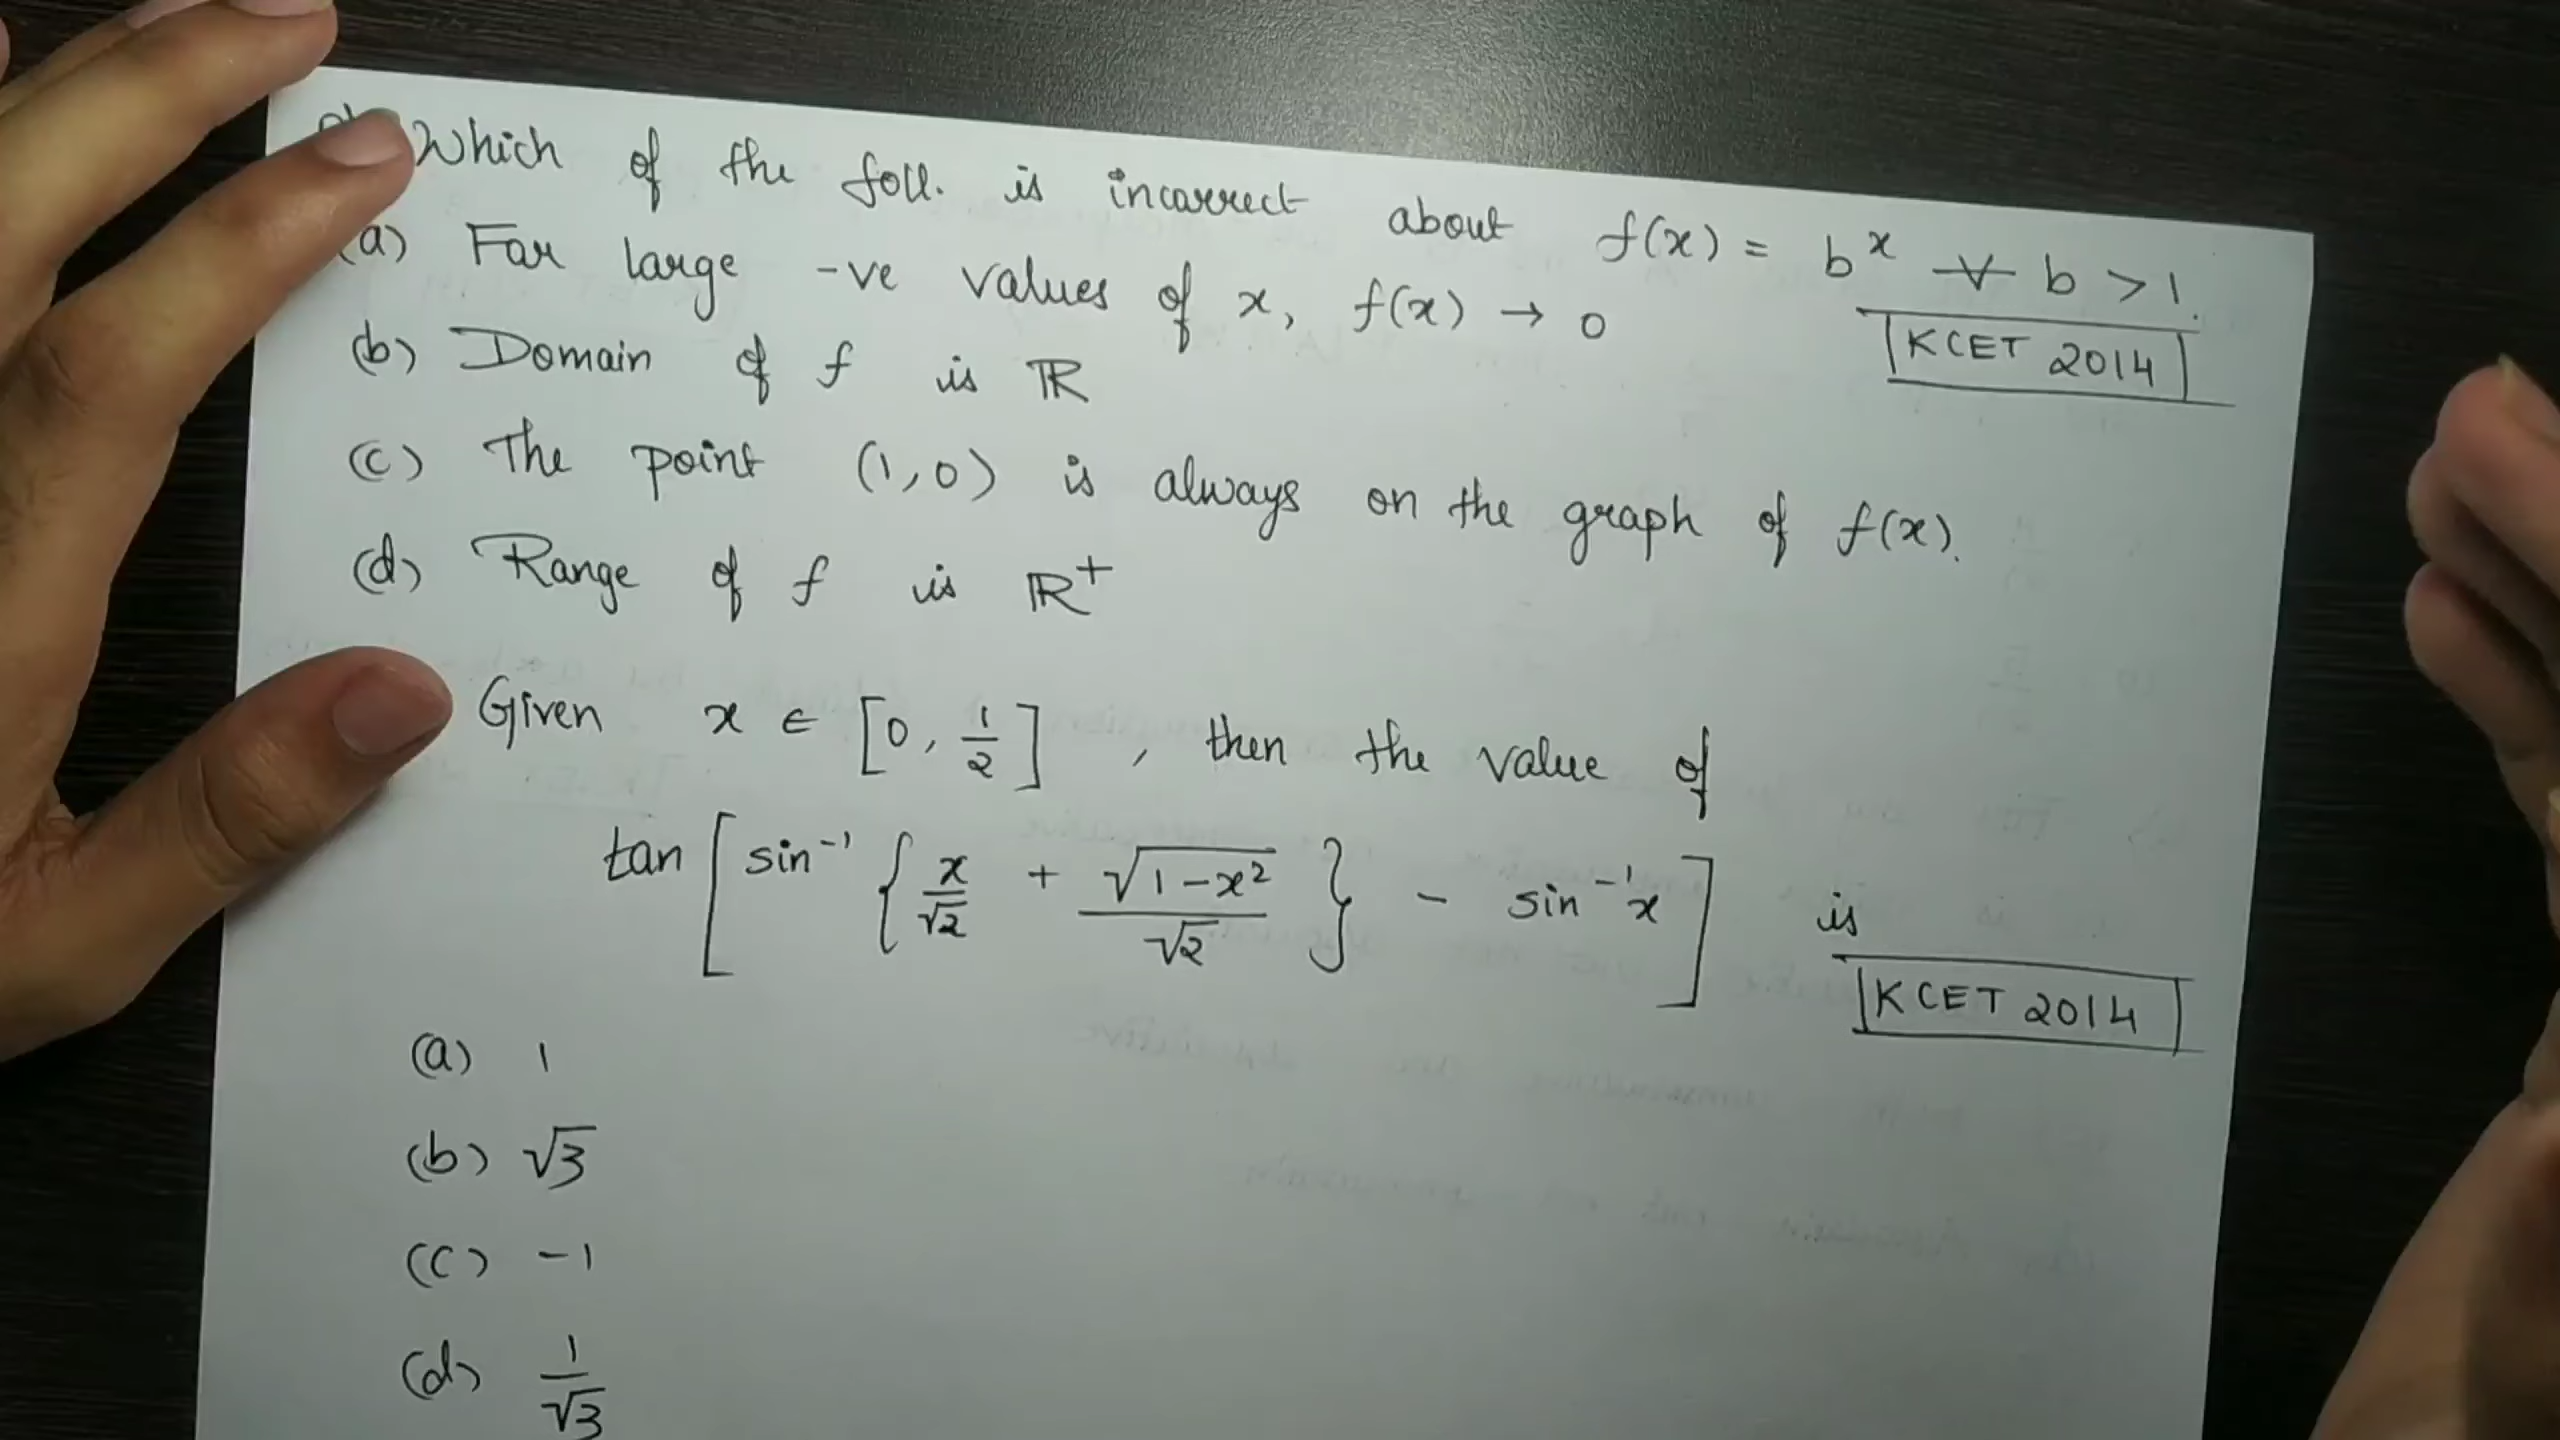 Which of the foll. is incorrect about f(x) = bˣ ∀ b > 1.
KCET 2014
(a) For large -ve values of x, f(x) → 0
(b) Domain of f is ℝ
(c) The point (1, 0) is always on the graph of f(x).
(d) Range of f is ℝ⁺
Given x ∈ [0, 1/2], then the value of
tan [sin⁻¹ {x/√2 + √(1-x²)/√2} - sin⁻¹x] is
KCET 2014
(a) 1
(b) √3
(c) -1
(d) 1/√3